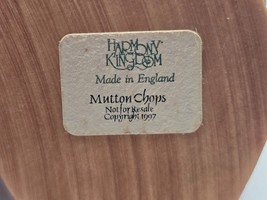 HARMONY
KINGDOM
Made in England
Mutton Chops
Not for Resale
Copyright 1997